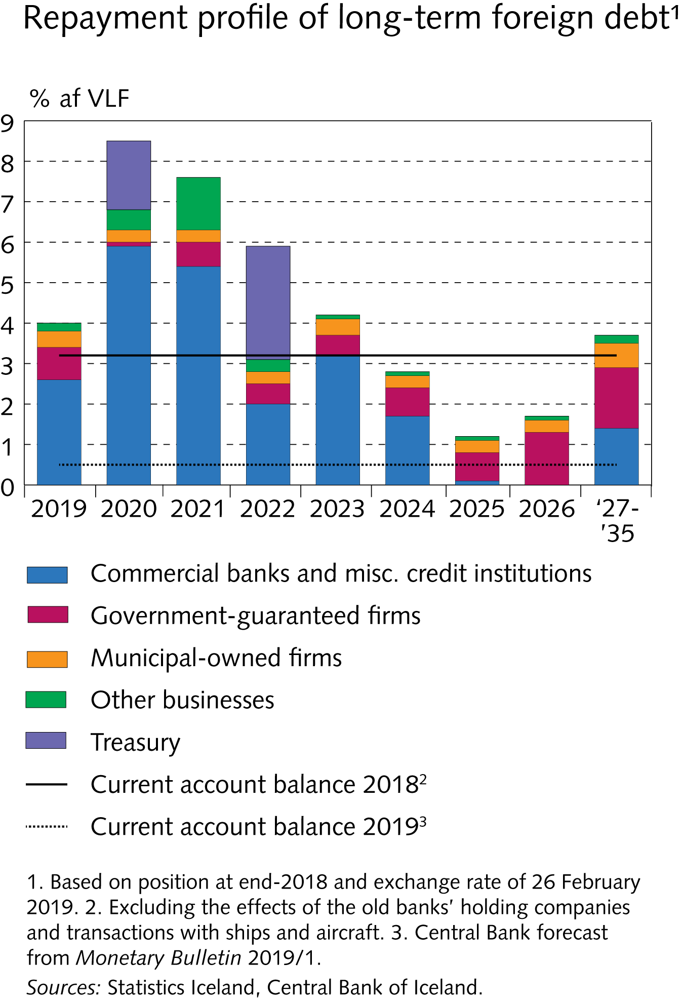 Repayment profile of long-term foreign debt¹
% af VLF
9
8
7
6
5
4
3
2
1
0
2019 2020 2021 2022 2023 2024 2025 2026 ‘27-
’35
Commercial banks and misc. credit institutions
Government-guaranteed firms
Municipal-owned firms
Other businesses
Treasury
Current account balance 2018²
Current account balance 2019³
1. Based on position at end-2018 and exchange rate of 26 February
2019. 2. Excluding the effects of the old banks’ holding companies
and transactions with ships and aircraft. 3. Central Bank forecast
from Monetary Bulletin 2019/1.
Sources: Statistics Iceland, Central Bank of Iceland.